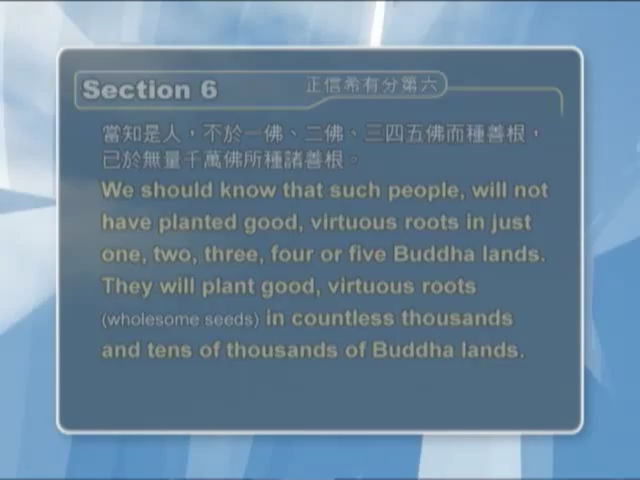 Section 6 正信希有分第六
當知是人，不於一佛、二佛、三四五佛而種善根，
已於無量千萬佛所種諸善根。
We should know that such people, will not
have planted good, virtuous roots in just
one, two, three, four or five Buddha lands.
They will plant good, virtuous roots
(wholesome seeds) in countless thousands
and tens of thousands of Buddha lands.